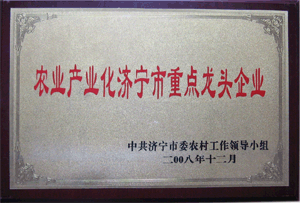 农业产业化济宁市重点龙头企业
中共济宁市委农村工作领导小组
二00八年十二月